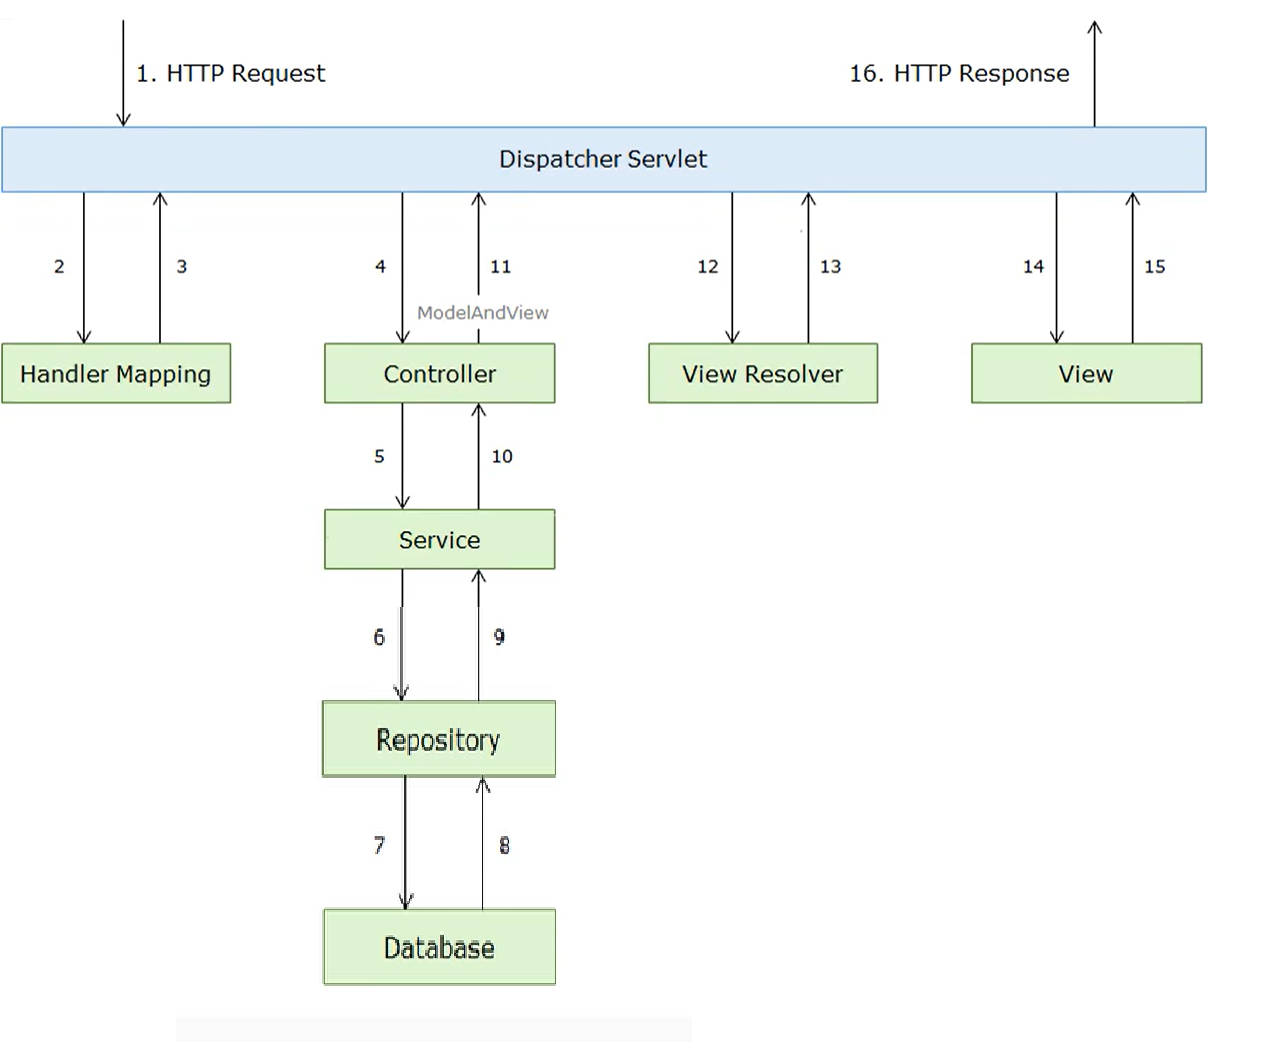 1. HTTP Request
16. HTTP Response
Dispatcher Servlet
2
3
4
11
12
13
14
15
ModelAndView
Handler Mapping
Controller
View Resolver
View
5
10
Service
6
9
Repository
7
8
Database